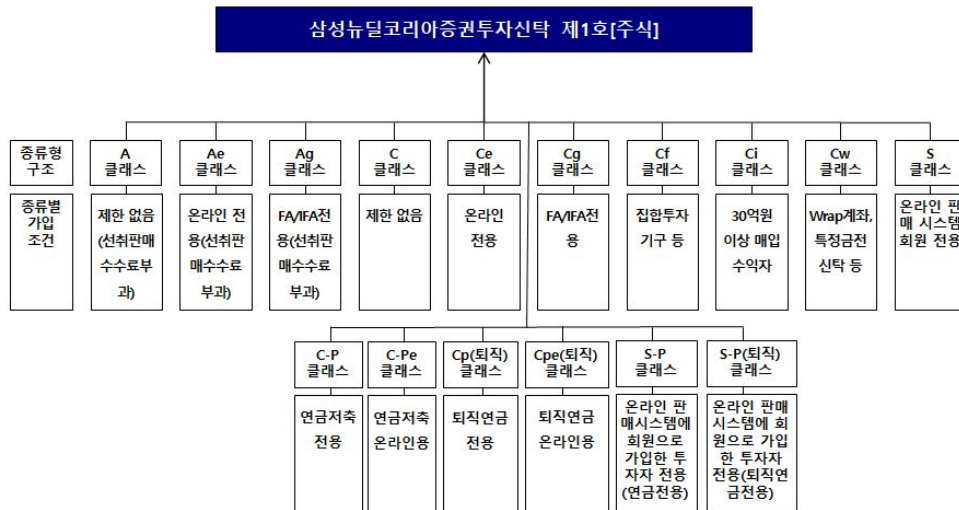 삼성뉴딜코리아증권투자신탁 제1호[주식]
종류형
구조
A
클래스
Ae
클래스
Ag
클래스
C
클래스
Ce
클래스
Cg
클래스
Cf
클래스
Ci
클래스
Cw
클래스
S
클래스
종류별
가입
조건
제한 없음
(선취판매
수수료부
과)
온라인 전
용(선취판
매수수료
부과)
FA/IFA전
용(선취판
매수수료
부과)
제한 없음
온라인
전용
FA/IFA전
용
집합투자
기구 등
30억원
이상 매입
수익자
Wrap계좌,
특정금전
신탁 등
온라인 판
매 시스템
회원 전용
C-P
클래스
C-Pe
클래스
Cp(퇴직)
클래스
Cpe(퇴직)
클래스
S-P
클래스
S-P(퇴직)
클래스
연금저축
전용
연금저축
온라인용
퇴직연금
전용
퇴직연금
온라인용
온라인 판
매시스템에
회원으로
가입한 투
자자 전용
(연금전용)
온라인 판매
시스템에 회
원으로 가입
한 투자자
전용(퇴직연
금전용)